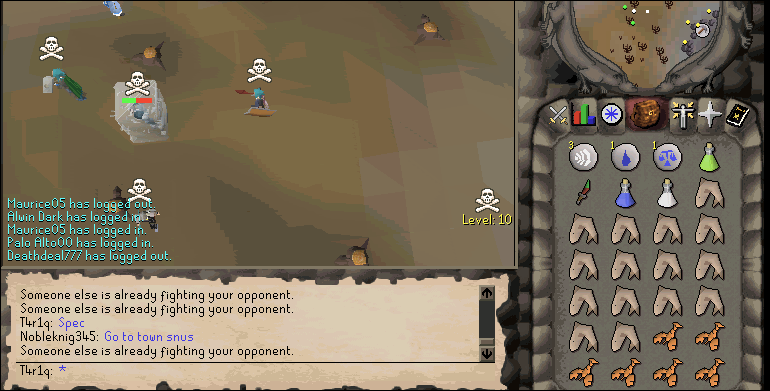 Maurice05 has logged out.
Alwin Dark has logged in.
Maurice05 has logged in.
Palo Alto00 has logged in.
Deathdeal777 has logged out.
Level: 10
3
1
1
Someone else is already fighting your opponent.
Someone else is already fighting your opponent.
T4r1q: Spec
Nobleknig345: Go to town snus
Someone else is already fighting your opponent.
T4r1q: *